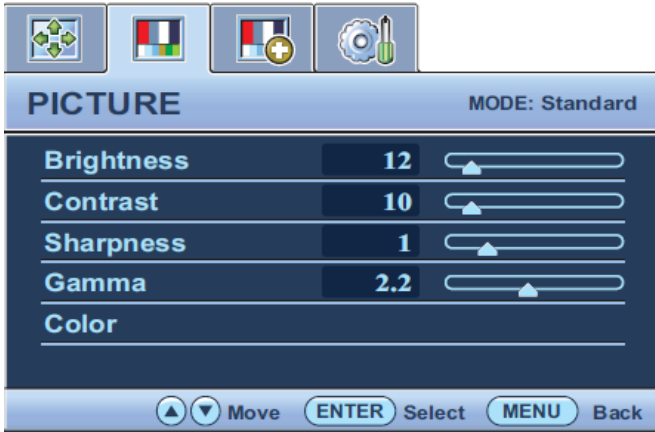 PICTURE MODE: Standard
Brightness 12
Contrast 10
Sharpness 1
Gamma 2.2
Color
Move ENTER Select MENU Back